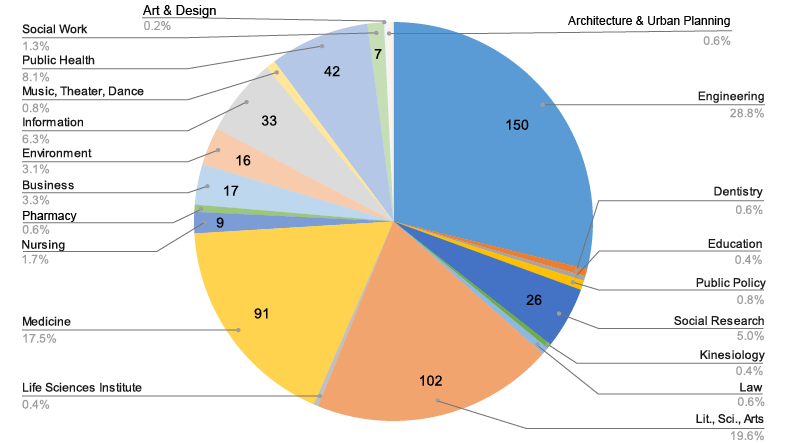 Art & Design
0.2%
Social Work
1.3%
Public Health
8.1%
Music, Theater, Dance
0.8%
Information
6.3%
Environment
3.1%
Business
3.3%
Pharmacy
0.6%
Nursing
1.7%
Medicine
17.5%
Life Sciences Institute
0.4%
7
42
33
16
17
9
91
102
26
150
Architecture & Urban Planning
0.6%
Engineering
28.8%
Dentistry
0.6%
Education
0.4%
Public Policy
0.8%
Social Research
5.0%
Kinesiology
0.4%
Law
0.6%
Lit., Sci., Arts
19.6%